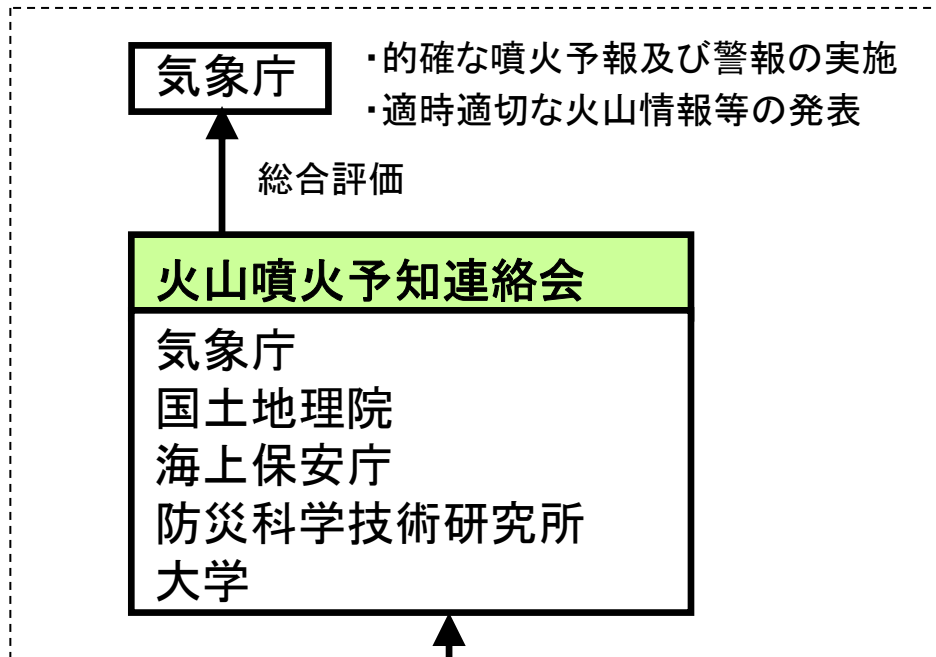 気象庁
・的確な噴火予報及び警報の実施
・適時適切な火山情報等の発表
総合評価
火山噴火予知連絡会
気象庁
国土地理院
海上保安庁
防災科学技術研究所
大学